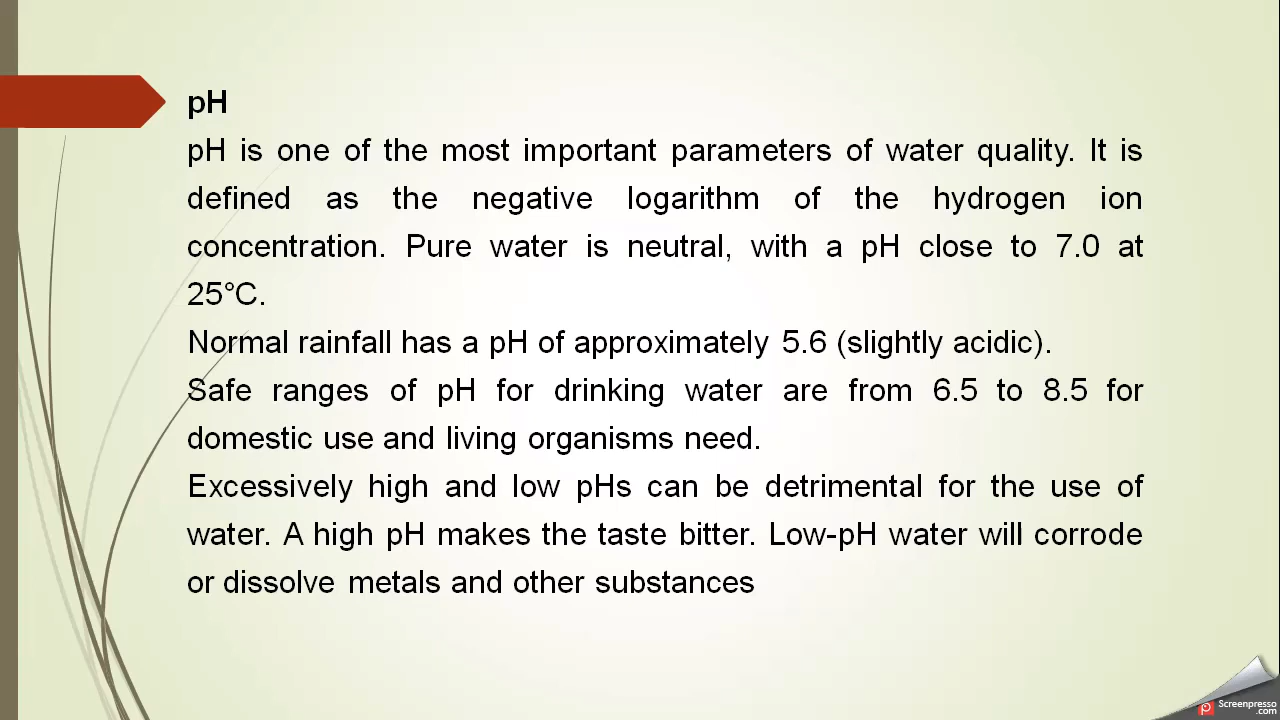 pH
pH is one of the most important parameters of water quality. It is
defined as the negative logarithm of the hydrogen ion
concentration. Pure water is neutral, with a pH close to 7.0 at
25°C.
Normal rainfall has a pH of approximately 5.6 (slightly acidic).
Safe ranges of pH for drinking water are from 6.5 to 8.5 for
domestic use and living organisms need.
Excessively high and low pHs can be detrimental for the use of
water. A high pH makes the taste bitter. Low-pH water will corrode
or dissolve metals and other substances
Screenpresso
.com